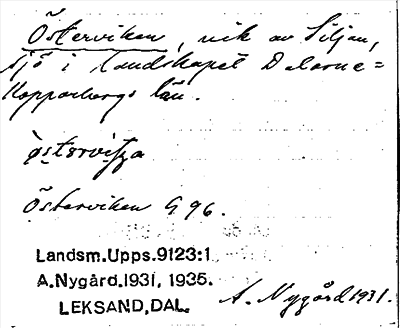 Österviken, vik av Siljan,
sjö i landskapet Dalarne =
Kopparbergs län.
Österviken G 96.
Landsm.Upps.9123:1
A.Nygård.1931, 1935.
LEKSAND, DAL.
A. Nygård 1931.